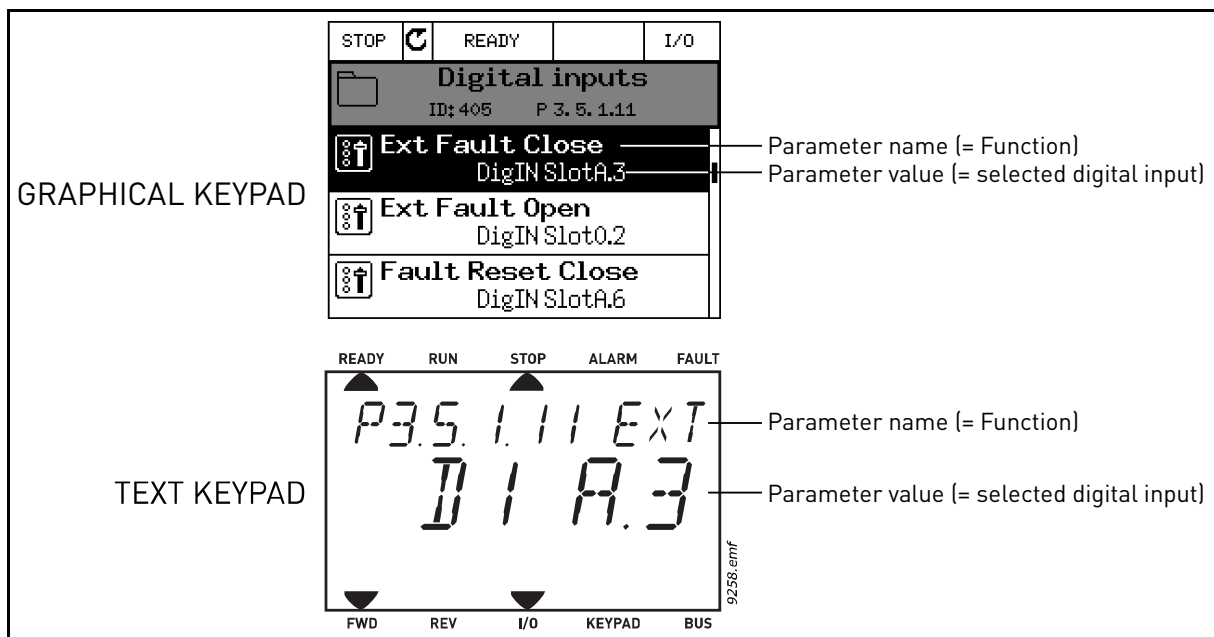 GRAPHICAL KEYPAD
STOP READY I/O
Digital inputs
ID:405 P 3.5.1.11
Ext Fault Close
DigIN SlotA.3
Ext Fault Open
DigIN Slot0.2
Fault Reset Close
DigIN SlotA.6
Parameter name (= Function)
Parameter value (= selected digital input)
TEXT KEYPAD
READY RUN STOP ALARM FAULT
P3.5.1.11 EXT
DI A.3
FWD REV I/O KEYPAD BUS
Parameter name (= Function)
Parameter value (= selected digital input)
9258.emf